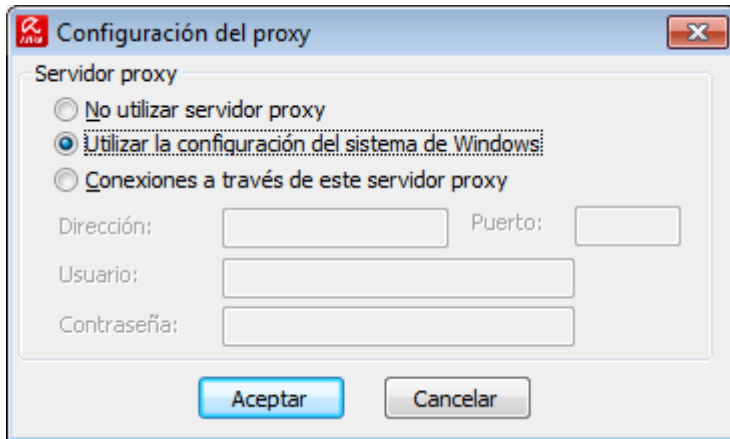 Configuración del proxy
Servidor proxy
No utilizar servidor proxy
Utilizar la configuración del sistema de Windows
Conexiones a través de este servidor proxy
Dirección: Puerto:
Usuario:
Contraseña:
Aceptar Cancelar